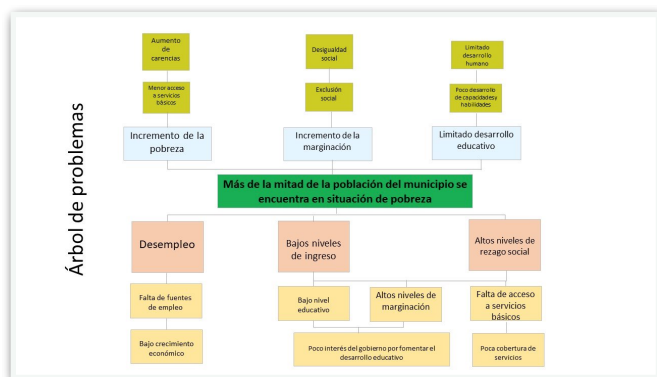 Árbol de problemas
Aumento
de
carencias
Desigualdad
social
Limitado
desarrollo
humano
Menor acceso
a servicios
básicos
Exclusión
social
Poco desarrollo
de capacidadesy
habilidades
Incremento de la
pobreza
Incremento de la
marginación
Limitado desarrollo
educativo
Más de la mitad de la población del municipio se
encuentra en situación de pobreza
Desempleo
Bajos niveles
de ingreso
Altos niveles de
rezago social
Falta de fuentes
de empleo
Bajo nivel
educativo
Altos niveles de
marginación
Falta de acceso
a servicios
básicos
Bajo crecimiento
económico
Poco interés del gobierno por fomentar el
desarrollo educativo
Poca cobertura de
servicios